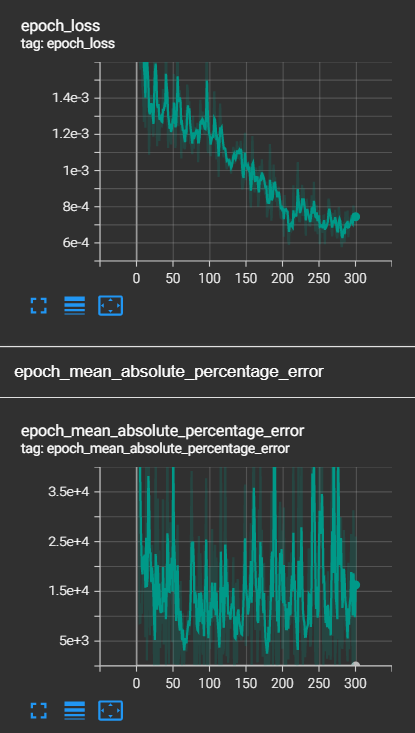 epoch_loss
tag: epoch_loss
1.4e-3
1.2e-3
1e-3
8e-4
6e-4
0 50 100 150 200 250 300
epoch_mean_absolute_percentage_error
epoch_mean_absolute_percentage_error
tag: epoch_mean_absolute_percentage_error
3.5e+4
2.5e+4
1.5e+4
5e+3
0 50 100 150 200 250 300